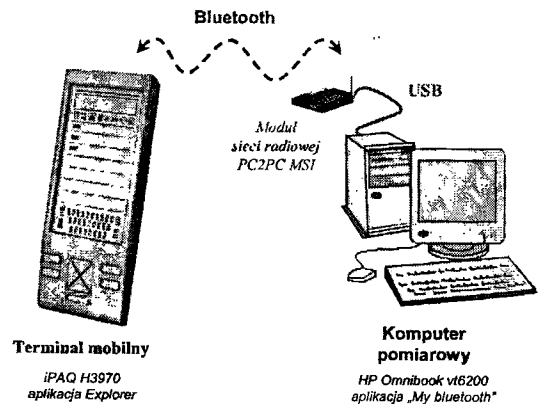 Bluetooth
USB
Moduł
sieci radiowej
PC2PC MSI
Terminal mobilny
iPAQ H3970
aplikacja Explorer
Komputer
pomiarowy
HP Omnibook vt6200
aplikacja „My bluetooth"